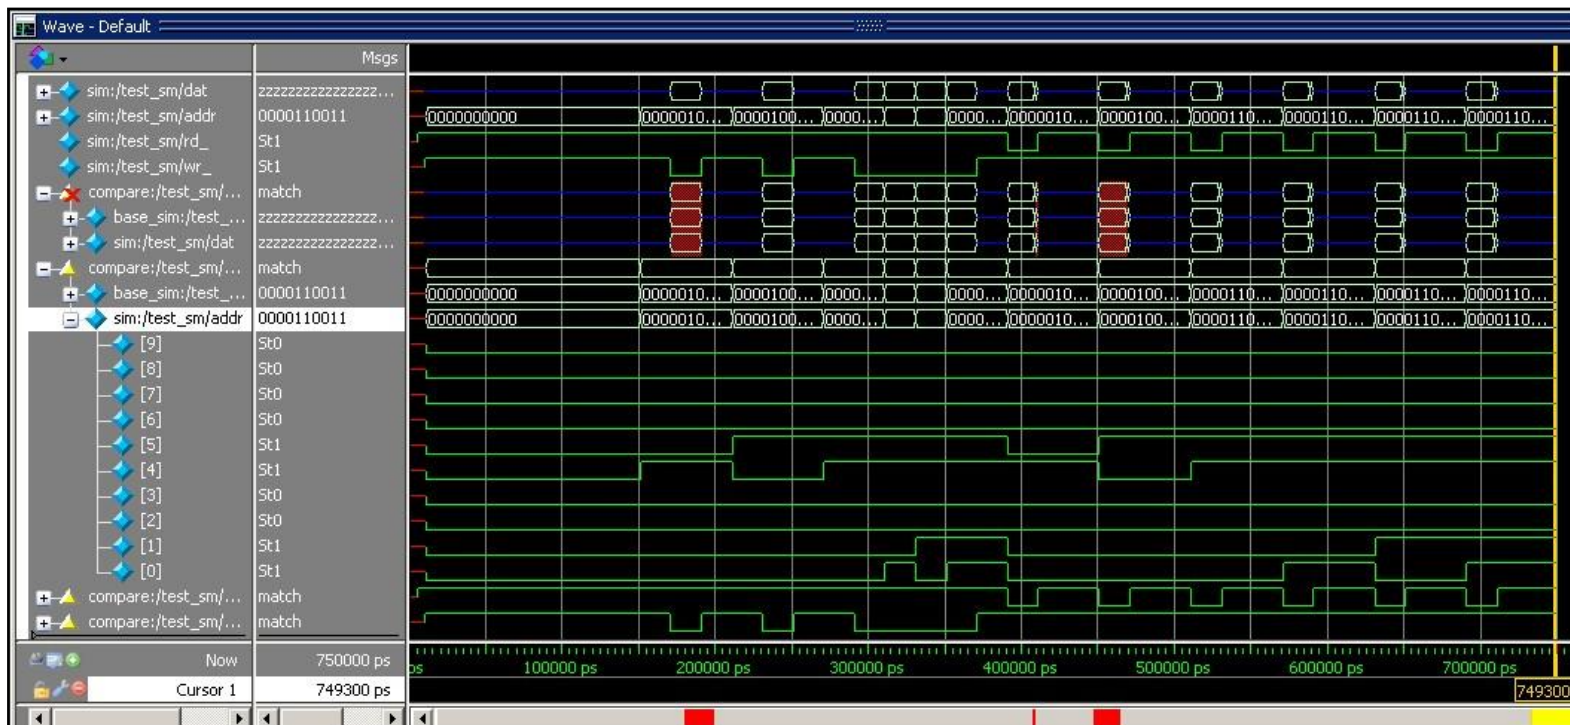 Wave - Default
Msgs
sim:/test_sm/dat zzzzzzzzzzzzzzzz...
sim:/test_sm/addr 0000110011 0000000000 0000010... 0000100... 0000... 0000... 0000010... 0000100... 0000110... 0000110... 0000110... 0000110...
sim:/test_sm/rd_ St1
sim:/test_sm/wr_ St1
compare:/test_sm/... match
base_sim:/test_... zzzzzzzzzzzzzzzz...
sim:/test_sm/dat zzzzzzzzzzzzzzzz...
compare:/test_sm/... match
base_sim:/test_... 0000110011 0000000000 0000010... 0000100... 0000... 0000... 0000010... 0000100... 0000110... 0000110... 0000110... 0000110...
sim:/test_sm/addr 0000110011 0000000000 0000010... 0000100... 0000... 0000... 0000010... 0000100... 0000110... 0000110... 0000110... 0000110...
[9] St0
[8] St0
[7] St0
[6] St0
[5] St1
[4] St1
[3] St0
[2] St0
[1] St1
[0] St1
compare:/test_sm/... match
compare:/test_sm/... match
Now 750000 ps ps 100000 ps 200000 ps 300000 ps 400000 ps 500000 ps 600000 ps 700000 ps
Cursor 1 749300 ps 749300